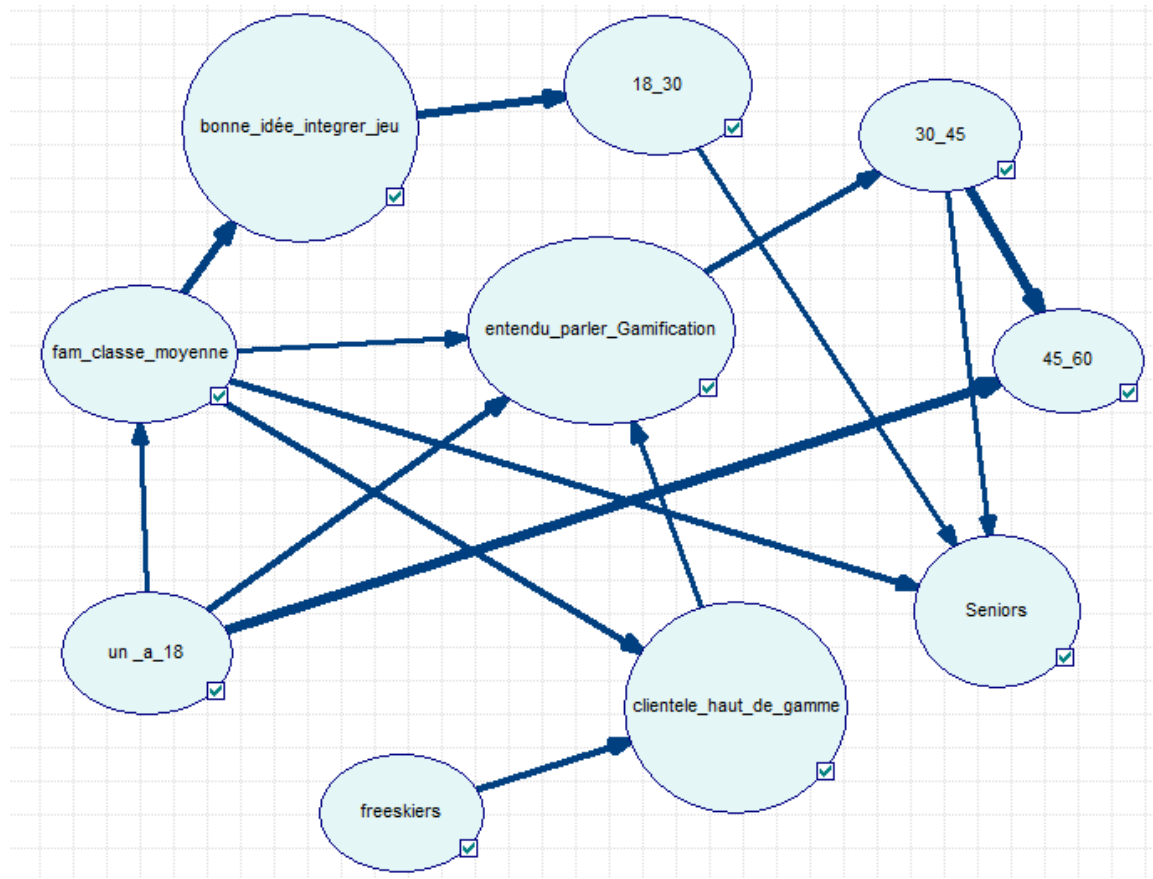 18_30
bonne_idée_integrer_jeu
30_45
entendu_parler_Gamification
fam_classe_moyenne
45_60
Seniors
un _a_18
clientele_haut_de_gamme
freeskiers